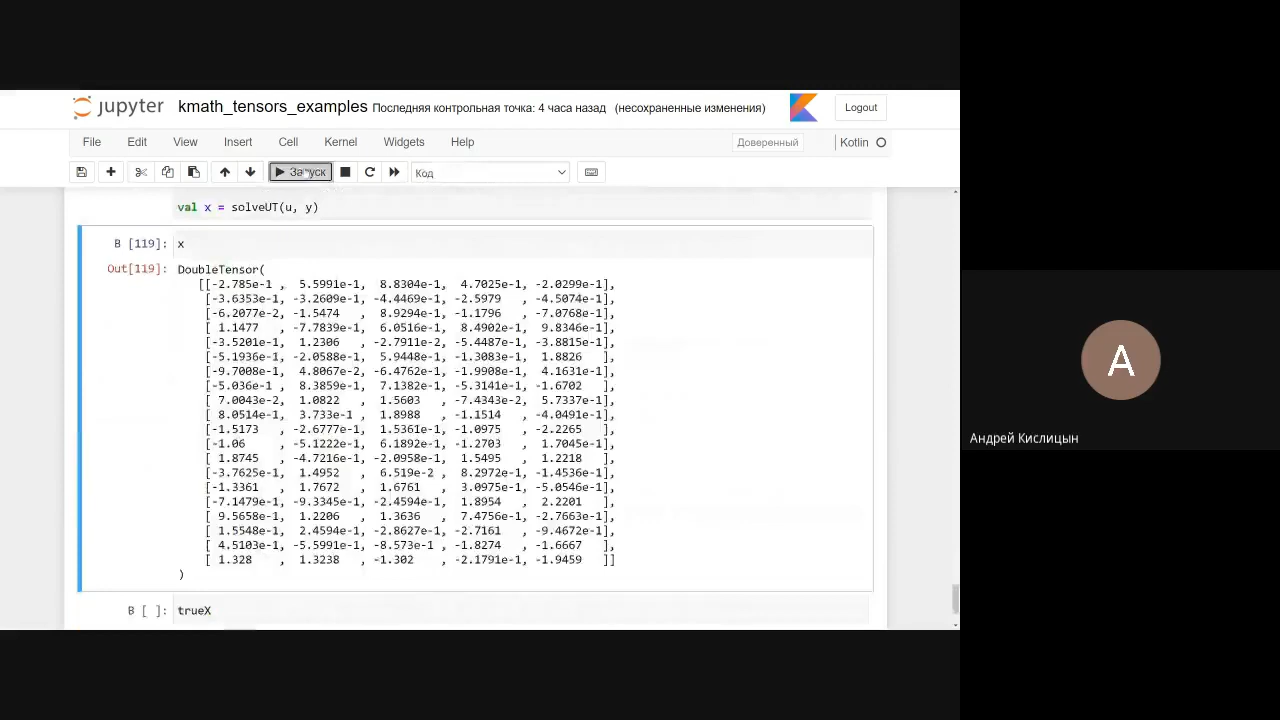 jupyter kmath_tensors_examples Последняя контрольная точка: 4 часа назад (несохраненные изменения) Logout
File Edit View Insert Cell Kernel Widgets Help Доверенный Kotlin
Запуск Код
val x = solveUT(u, y)
В [119]: x
Out[119]: DoubleTensor(
[[-2.785e-1 , 5.5991e-1, 8.8304e-1, 4.7025e-1, -2.0299e-1],
[-3.6353e-1, -3.2609e-1, -4.4469e-1, -2.5979 , -4.5074e-1],
[-6.2077e-2, -1.5474 , 8.9294e-1, -1.1796 , -7.0768e-1],
[ 1.1477 , -7.7839e-1, 6.0516e-1, 8.4902e-1, 9.8346e-1],
[-3.5201e-1, 1.2306 , -2.7911e-2, -5.4487e-1, -3.8815e-1],
[-5.1936e-1, -2.0588e-1, 5.9448e-1, -1.3083e-1, 1.8826 ],
[-9.7008e-1, 4.8067e-2, -6.4762e-1, -1.9908e-1, 4.1631e-1],
[-5.036e-1 , 8.3859e-1, 7.1382e-1, -5.3141e-1, -1.6702 ],
[ 7.0043e-2, 1.0822 , 1.5603 , -7.4343e-2, 5.7337e-1],
[ 8.0514e-1, 3.733e-1 , 1.8988 , -1.1514 , -4.0491e-1],
[-1.5173 , -2.6777e-1, 1.5361e-1, -1.0975 , -2.2265 ],
[-1.06 , -5.1222e-1, 6.1892e-1, -1.2703 , 1.7045e-1],
[ 1.8745 , -4.7216e-1, -2.0958e-1, 1.5495 , 1.2218 ],
[-3.7625e-1, 1.4952 , 6.519e-2 , 8.2972e-1, -1.4536e-1],
[-1.3361 , 1.7672 , 1.6761 , 3.0975e-1, -5.0546e-1],
[-7.1479e-1, -9.3345e-1, -2.4594e-1, 1.8954 , 2.2201 ],
[ 9.5658e-1, 1.2206 , 1.3636 , 7.4756e-1, -2.7663e-1],
[ 1.5548e-1, 2.4594e-1, -2.8627e-1, -2.7161 , -9.4672e-1],
[ 4.5103e-1, -5.5991e-1, -8.573e-1 , -1.8274 , -1.6667 ],
[ 1.328 , 1.3238 , -1.302 , -2.1791e-1, -1.9459 ]]
)
В [ ]: trueX
А
Андрей Кислицын